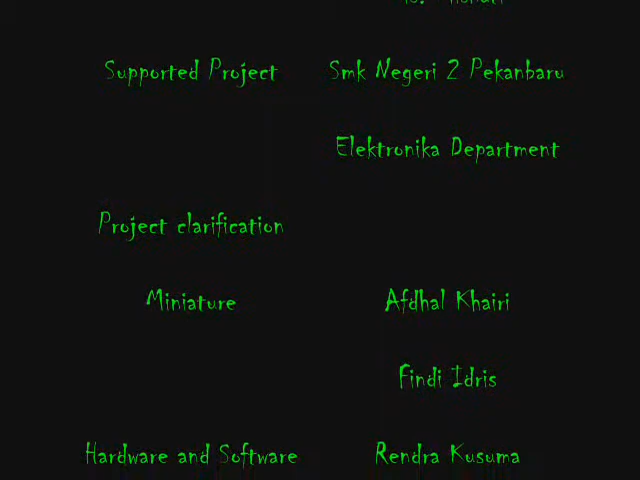 Supported Project Smk Negeri 2 Pekanbaru
Elektronika Department
Project clarification
Miniature Afdhal Khairi
Findi Idris
Hardware and Software Rendra Kusuma